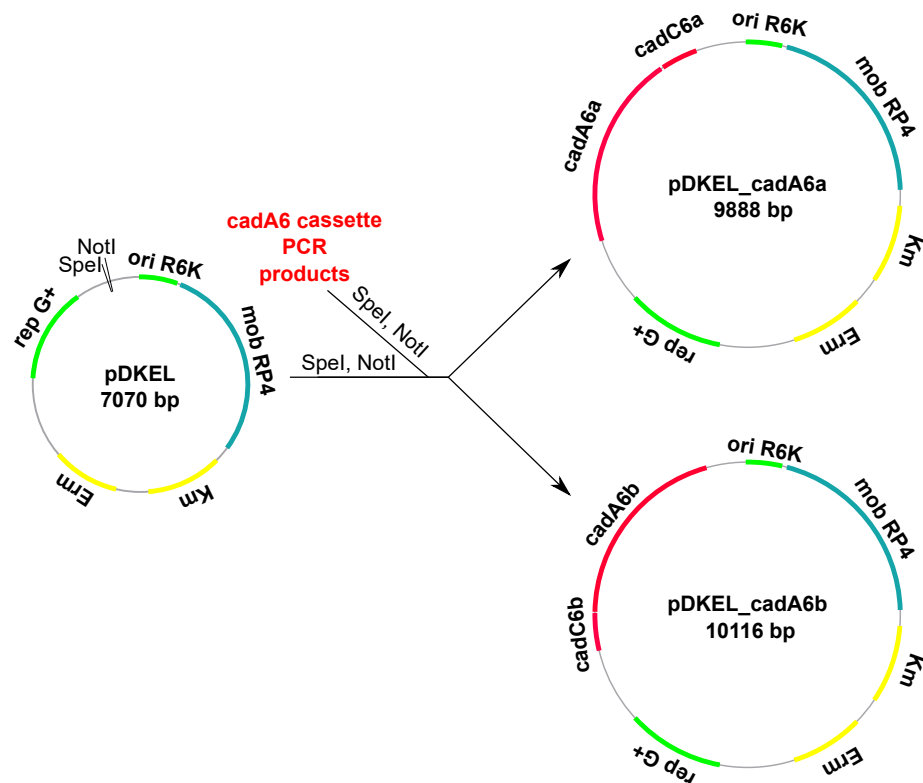 NotI
SpeI
ori R6K
rep G+
mob RP4
pDKEL
7070 bp
Erm
Km
cadA6 cassette
PCR
products
SpeI, NotI
SpeI, NotI
cadC6a
ori R6K
cadA6a
mob RP4
pDKEL_cadA6a
9888 bp
Km
rep G+
Erm
ori R6K
cadA6b
mob RP4
pDKEL_cadA6b
10116 bp
cadC6b
Km
rep G+
Erm